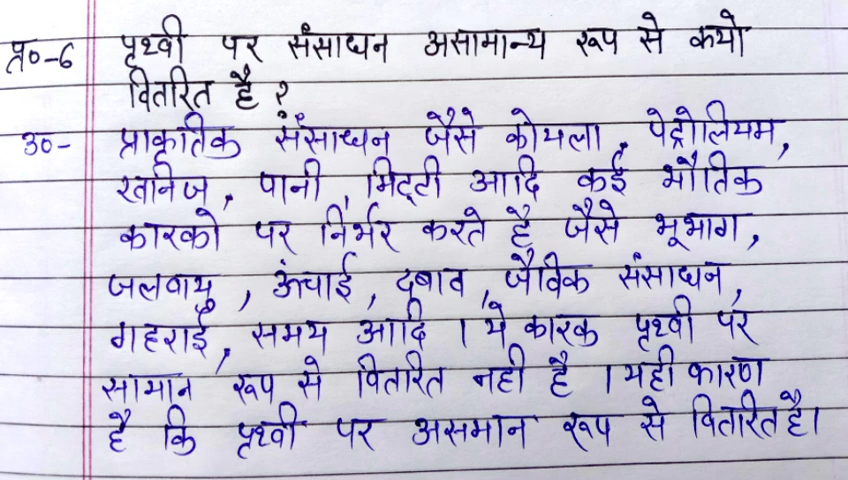 प्र०-6 पृथ्वी पर संसाधन असामान्य रूप से कयो
वितरित है ?
उ०- प्राकृतिक संसाधन जैसे कोयला, पेट्रोलियम,
खनिज, पानी, मिट्टी आदि कई भौतिक
कारको पर निर्भर करते है जैसे भूभाग,
जलवायु, ऊंचाई, दबाव, जैविक संसाधन,
गहराई, समय आदि । ये कारक पृथ्वी पर
सामान रूप से वितरित नही है । यही कारण
है कि पृथ्वी पर असमान रूप से वितरित है।